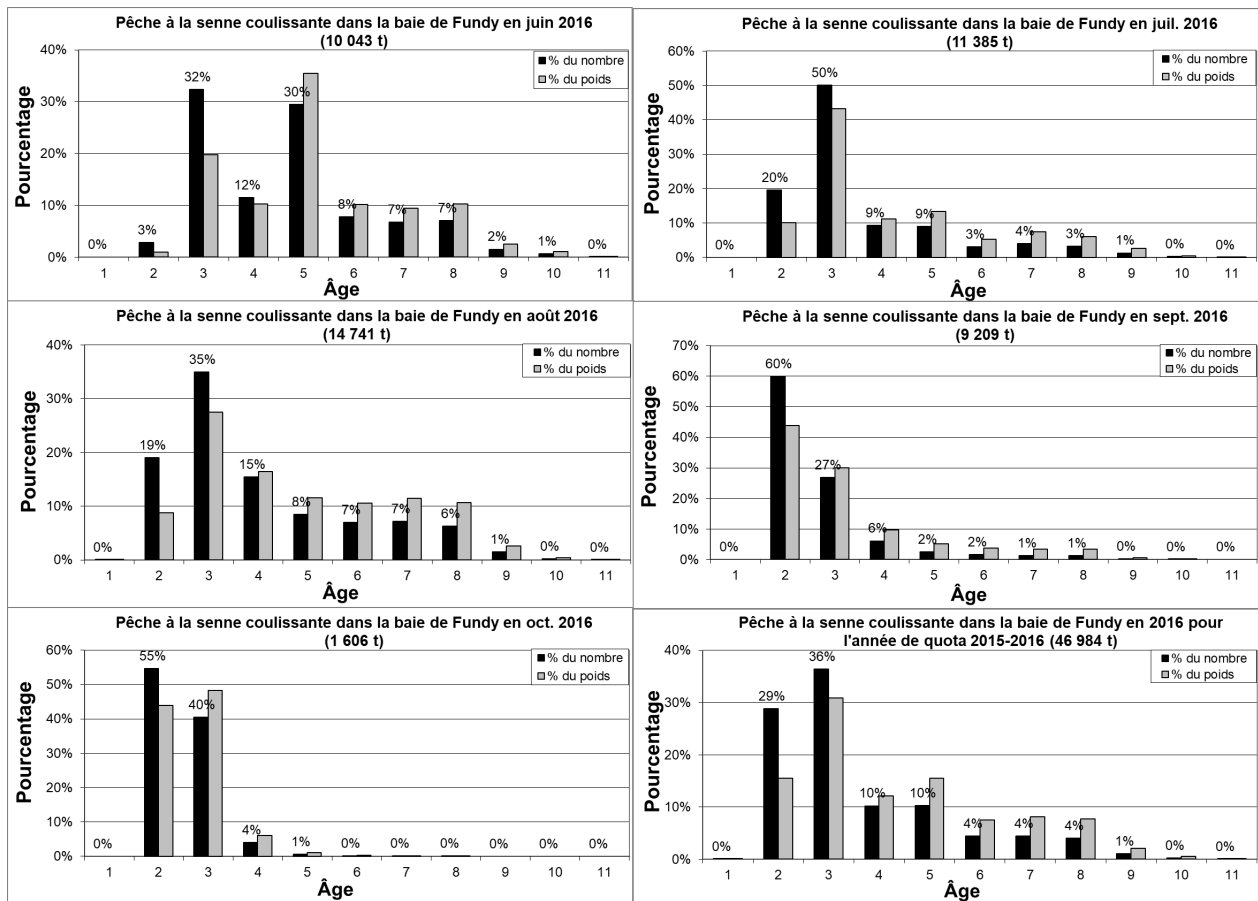 Pêche à la senne coulissante dans la baie de Fundy en juin 2016
(10 043 t)
40%
30%
20%
10%
0%
Pourcentage
% du nombre
% du poids
0%
3%
32%
12%
30%
8%
7%
7%
2%
1%
0%
1 2 3 4 5 6 7 8 9 10 11
Âge
Pêche à la senne coulissante dans la baie de Fundy en juil. 2016
(11 385 t)
60%
50%
40%
30%
20%
10%
0%
Pourcentage
% du nombre
% du poids
0%
20%
50%
9%
9%
3%
4%
3%
1%
0%
0%
1 2 3 4 5 6 7 8 9 10 11
Âge
Pêche à la senne coulissante dans la baie de Fundy en août 2016
(14 741 t)
40%
30%
20%
10%
0%
Pourcentage
% du nombre
% du poids
0%
19%
35%
15%
8%
7%
7%
6%
1%
0%
0%
1 2 3 4 5 6 7 8 9 10 11
Âge
Pêche à la senne coulissante dans la baie de Fundy en sept. 2016
(9 209 t)
70%
60%
50%
40%
30%
20%
10%
0%
Pourcentage
% du nombre
% du poids
0%
60%
27%
6%
2%
2%
1%
1%
0%
0%
0%
1 2 3 4 5 6 7 8 9 10 11
Âge
Pêche à la senne coulissante dans la baie de Fundy en oct. 2016
(1 606 t)
60%
50%
40%
30%
20%
10%
0%
Pourcentage
% du nombre
% du poids
0%
55%
40%
4%
1%
0%
0%
0%
0%
0%
0%
1 2 3 4 5 6 7 8 9 10 11
Âge
Pêche à la senne coulissante dans la baie de Fundy en 2016 pour
l'année de quota 2015-2016 (46 984 t)
40%
30%
20%
10%
0%
Pourcentage
% du nombre
% du poids
0%
29%
36%
10%
10%
4%
4%
4%
1%
0%
0%
1 2 3 4 5 6 7 8 9 10 11
Âge